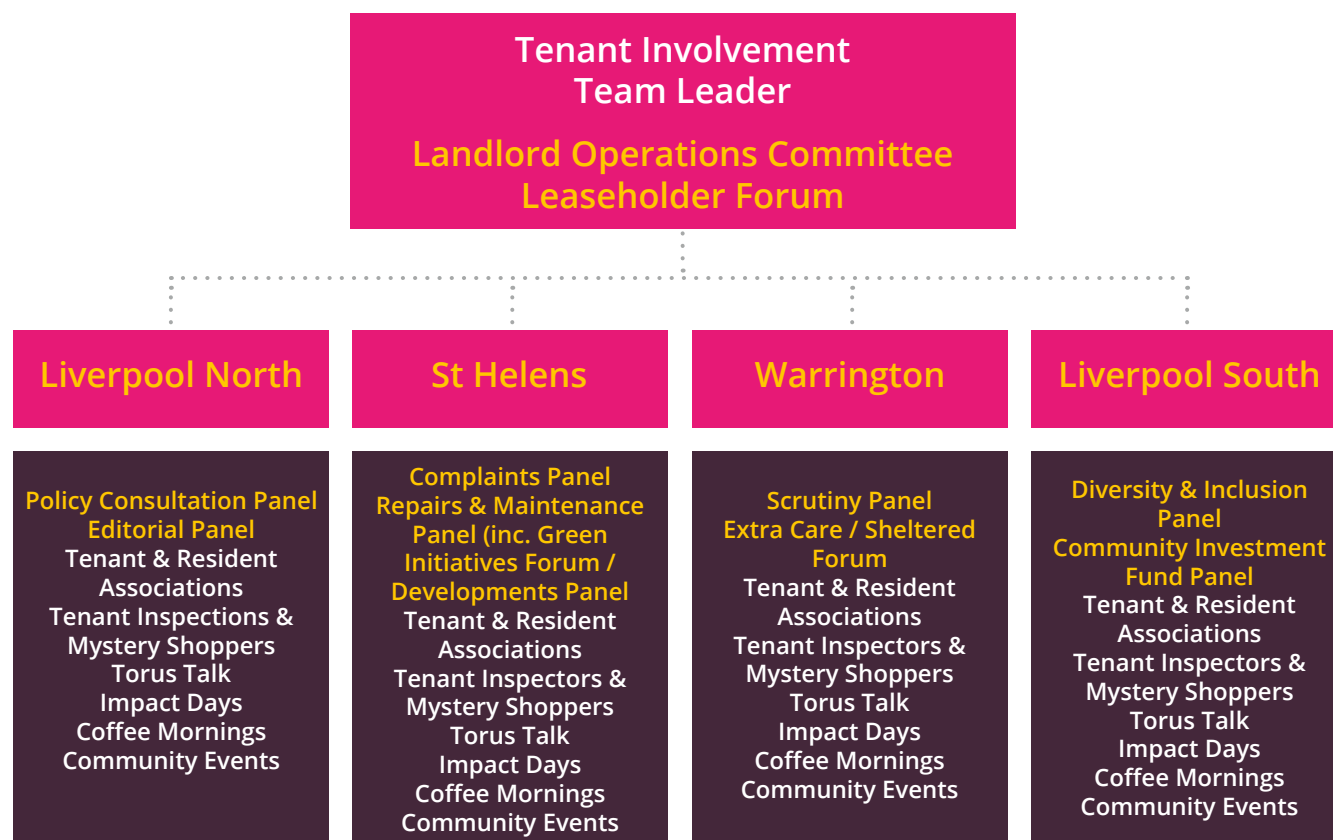 Tenant Involvement
Team Leader
Landlord Operations Committee
Leaseholder Forum
Liverpool North
Policy Consultation Panel
Editorial Panel
Tenant & Resident
Associations
Tenant Inspections &
Mystery Shoppers
Torus Talk
Impact Days
Coffee Mornings
Community Events
St Helens
Complaints Panel
Repairs & Maintenance
Panel (inc. Green
Initiatives Forum /
Developments Panel
Tenant & Resident
Associations
Tenant Inspectors &
Mystery Shoppers
Torus Talk
Impact Days
Coffee Mornings
Community Events
Warrington
Scrutiny Panel
Extra Care / Sheltered
Forum
Tenant & Resident
Associations
Tenant Inspectors &
Mystery Shoppers
Torus Talk
Impact Days
Coffee Mornings
Community Events
Liverpool South
Diversity & Inclusion
Panel
Community Investment
Fund Panel
Tenant & Resident
Associations
Tenant Inspectors &
Mystery Shoppers
Torus Talk
Impact Days
Coffee Mornings
Community Events